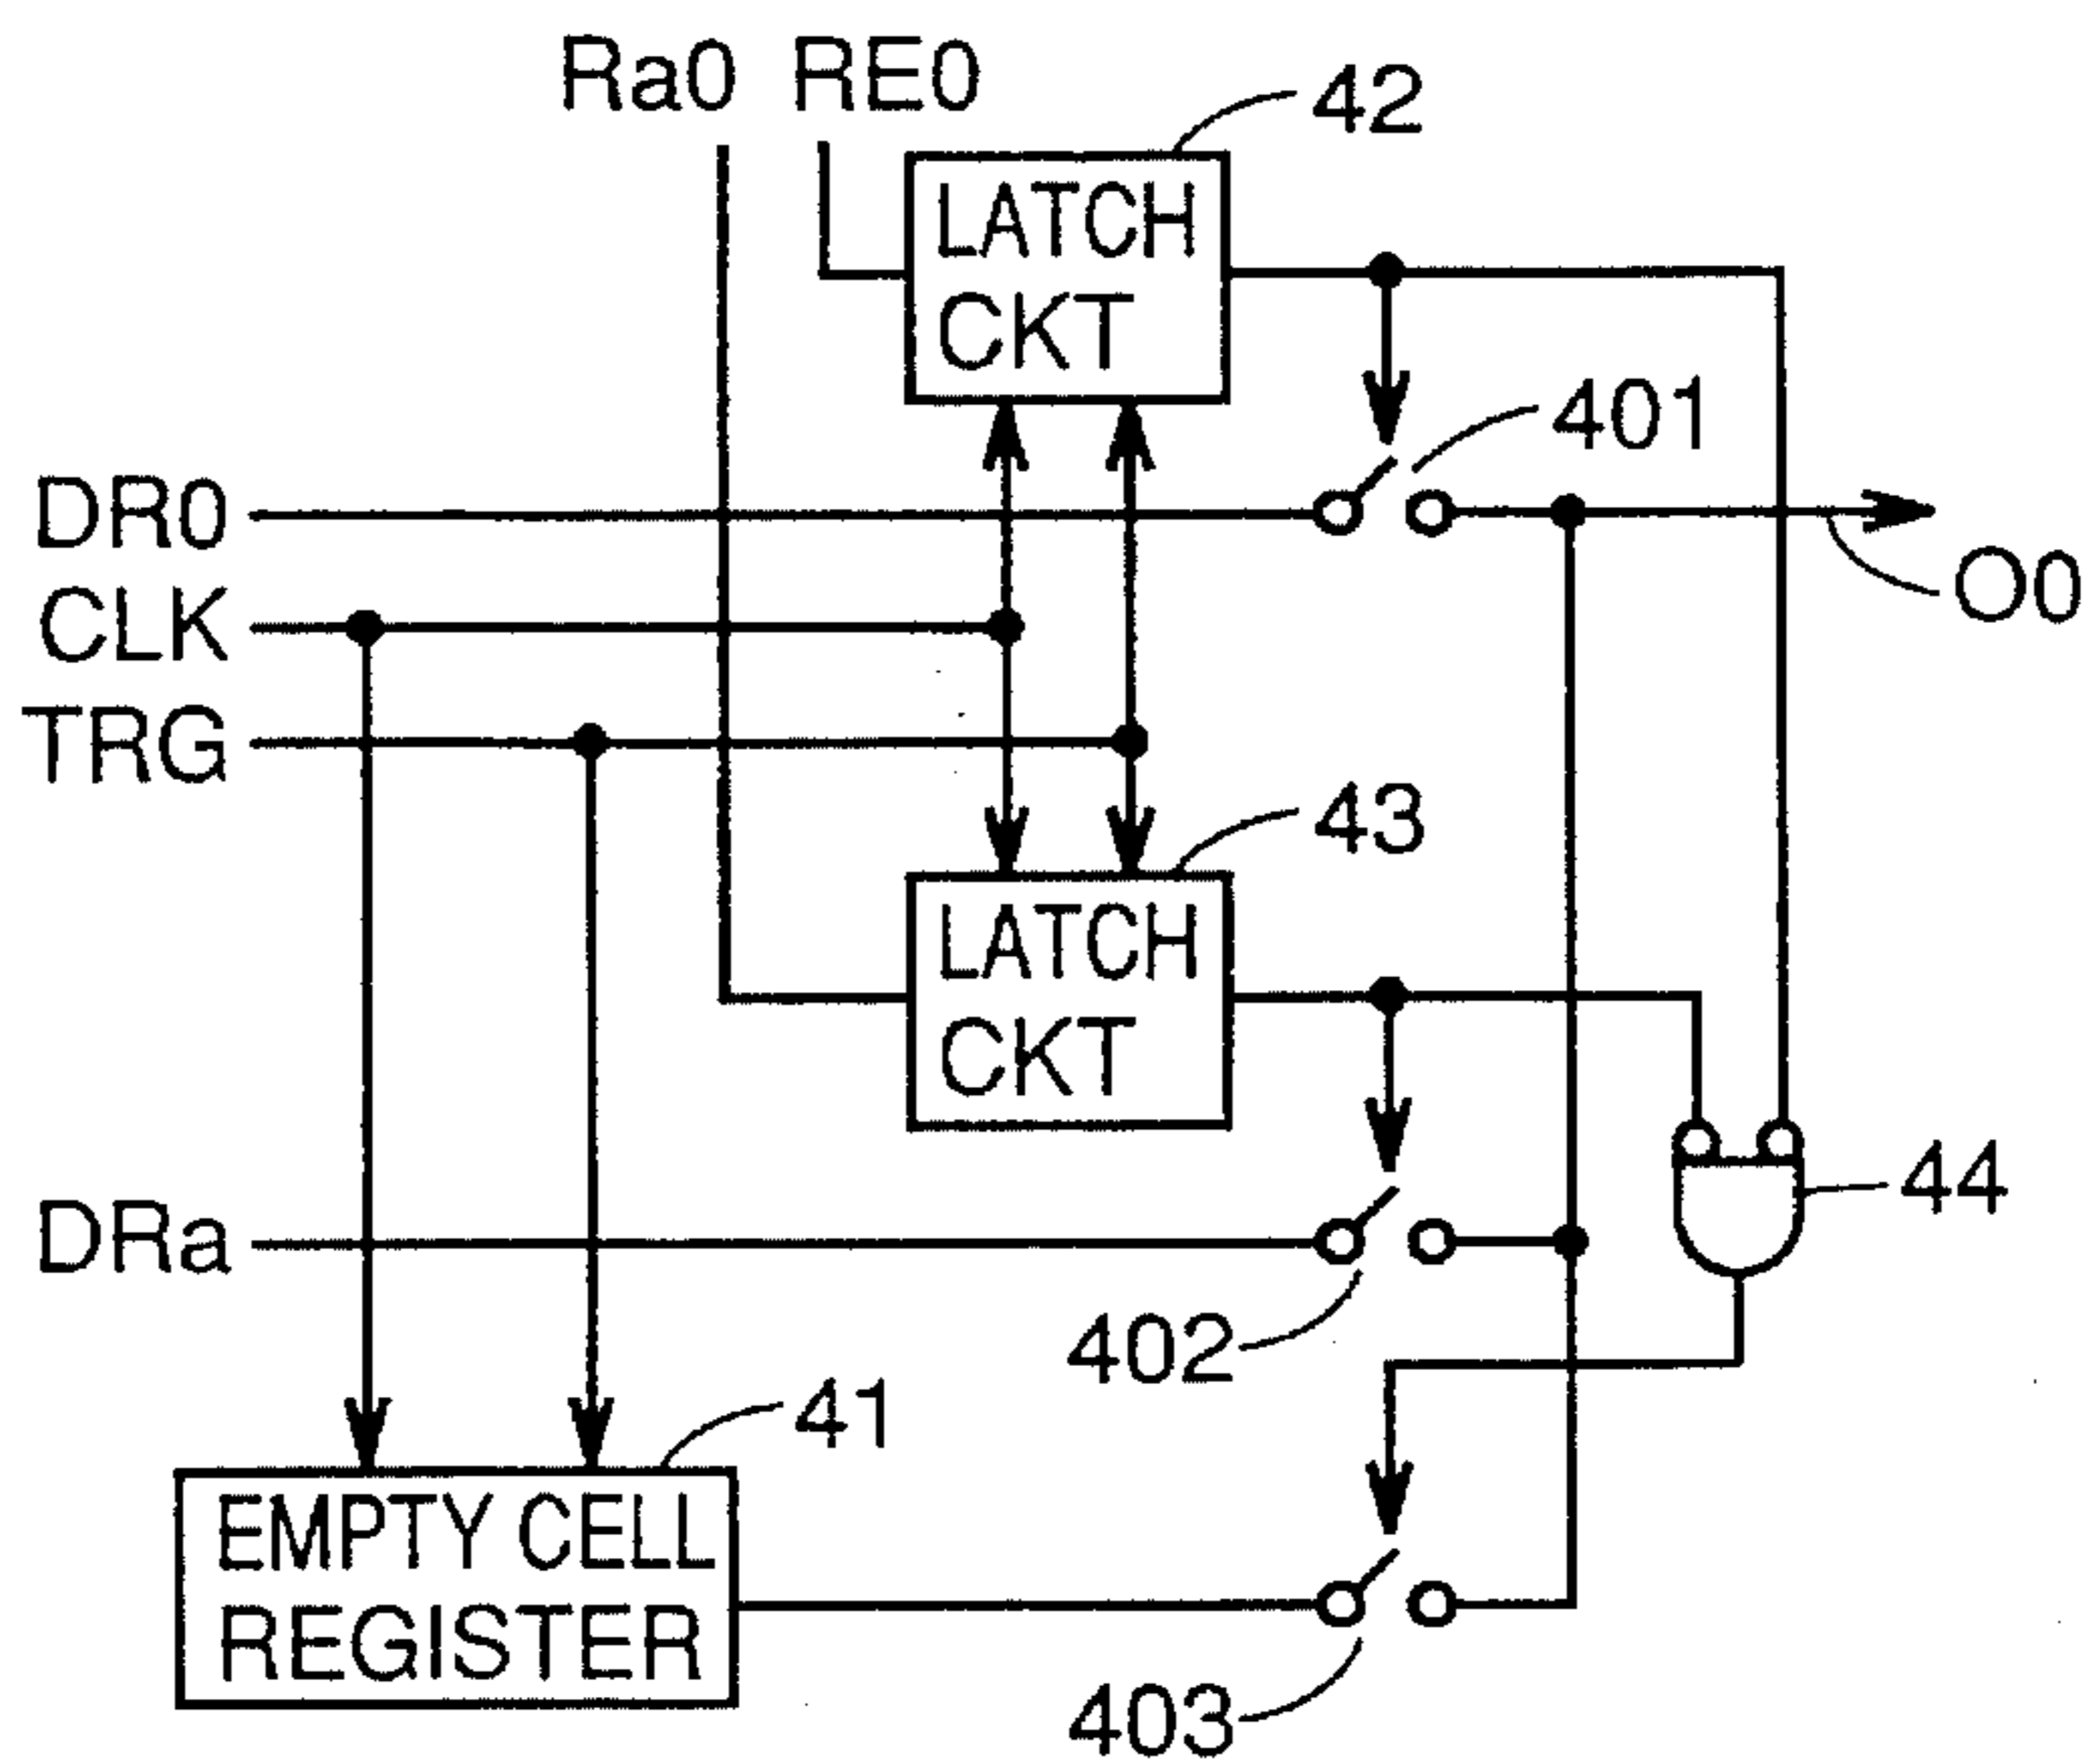 Ra0 RE0
42
LATCH
CKT
401
DR0
O0
CLK
TRG
43
LATCH
CKT
44
DRa
402
41
EMPTY CELL
REGISTER
403